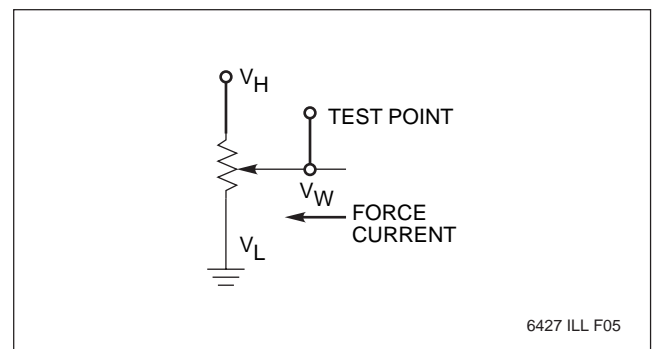 VH
TEST POINT
VW
FORCE
CURRENT
VL
6427 ILL F05